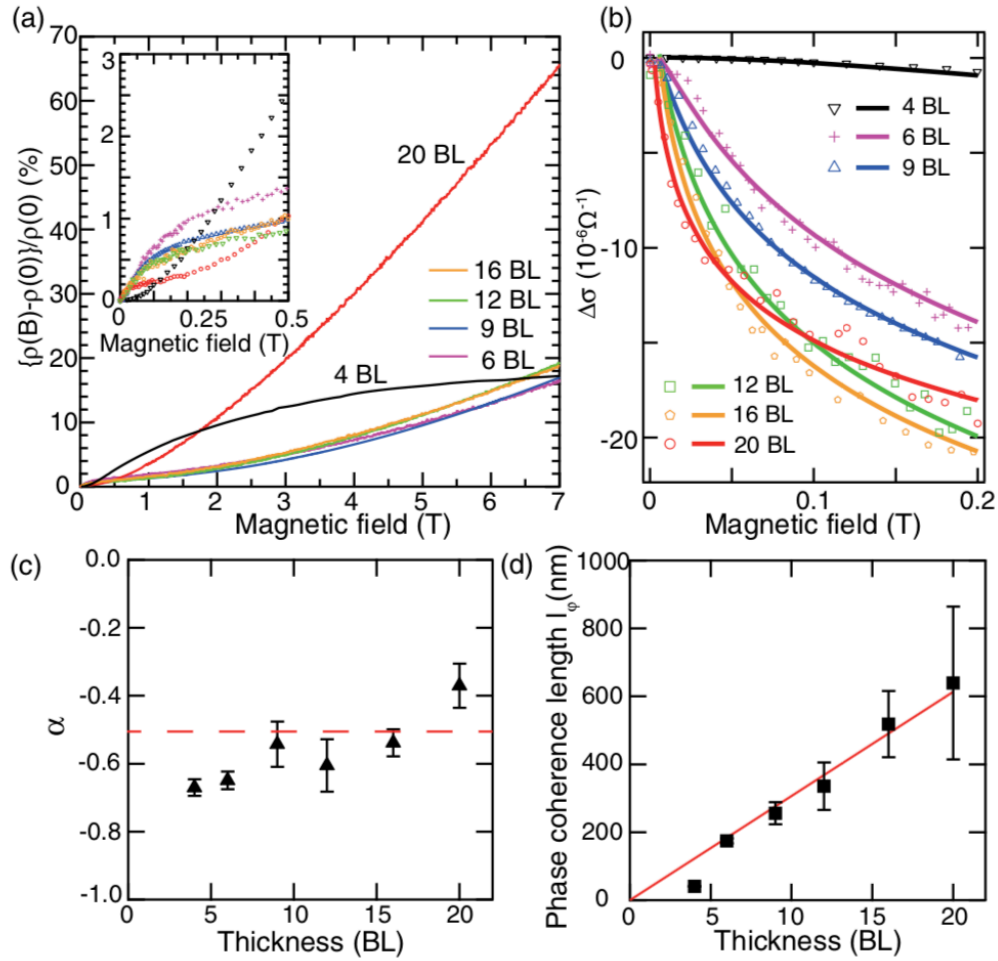 (a)
{ρ(B)-ρ(0)}/ρ(0) (%)
70
60
50
40
30
20
10
0
0 1 2 3 4 5 6 7
Magnetic field (T)
20 BL
4 BL
16 BL
12 BL
9 BL
6 BL
3
2
1
0
0 0.25 0.5
Magnetic field (T)
(b)
Δσ (10⁻⁶Ω⁻¹)
0
-10
-20
0 0.1 0.2
Magnetic field (T)
4 BL
6 BL
9 BL
12 BL
16 BL
20 BL
(c)
α
0.0
-0.2
-0.4
-0.6
-0.8
-1.0
0 5 10 15 20
Thickness (BL)
(d)
Phase coherence length lφ(nm)
1000
800
600
400
200
0
0 5 10 15 20
Thickness (BL)